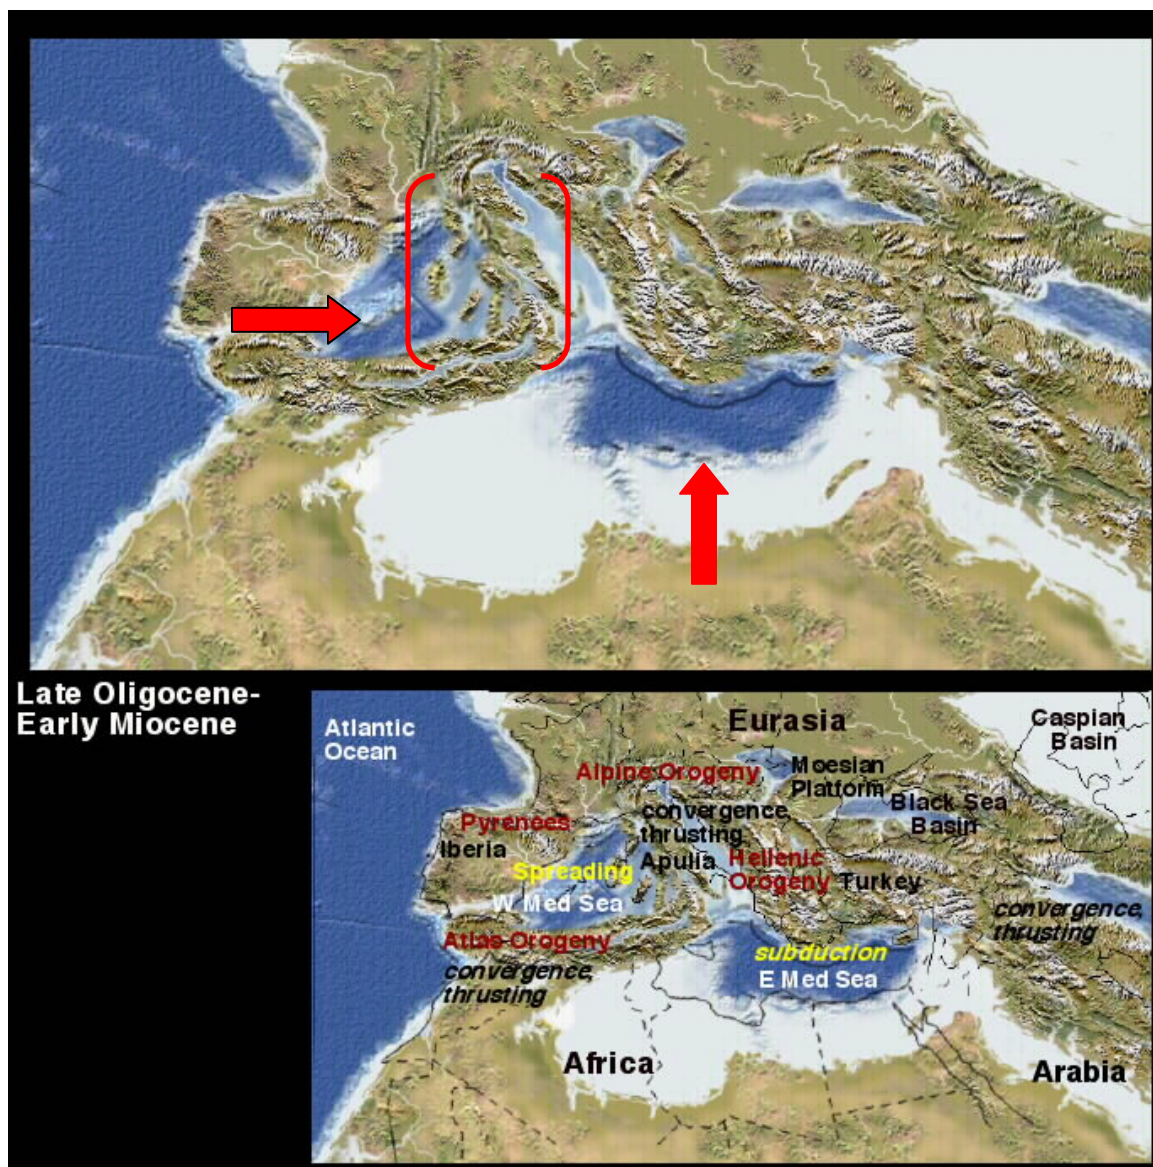 Late Oligocene-
Early Miocene
Atlantic
Ocean
Eurasia
Caspian
Basin
Alpine Orogeny
Moesian
Platform
Black Sea
Basin
convergence,
thrusting
Pyrenees
Iberia
Apulia
Hellenic
Orogeny
Turkey
Spreading
W Med Sea
convergence,
thrusting
Atlas Orogeny
convergence,
thrusting
subduction
E Med Sea
Africa
Arabia